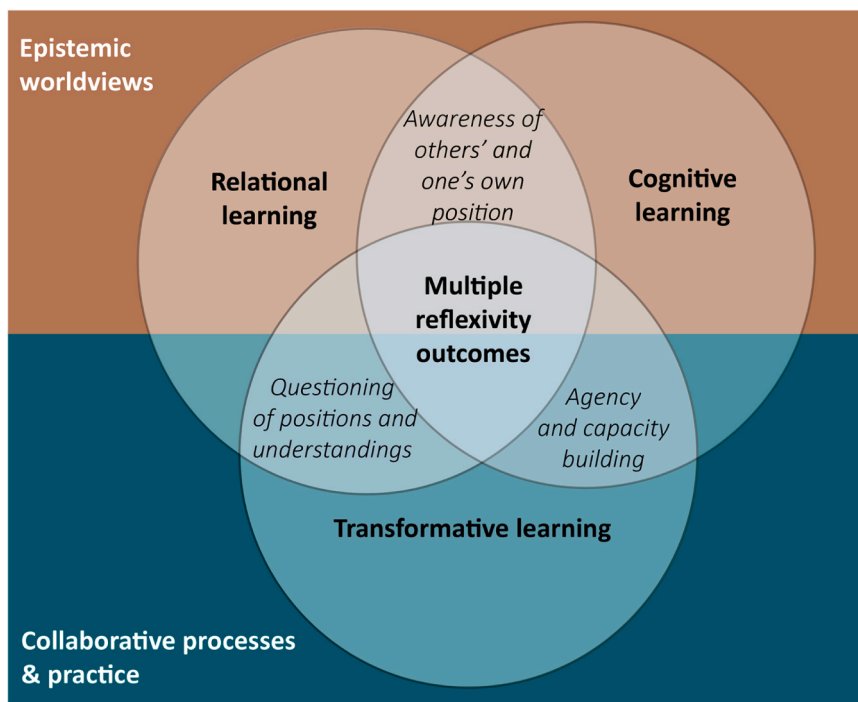 Epistemic
worldviews
Awareness of
others’ and
one’s own
position
Relational
learning
Cognitive
learning
Multiple
reflexivity
outcomes
Questioning
of positions and
understandings
Agency
and capacity
building
Transformative learning
Collaborative processes
& practice